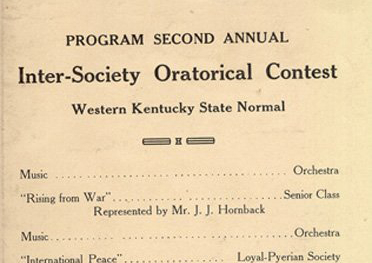 PROGRAM SECOND ANNUAL
Inter-Society Oratorical Contest
Western Kentucky State Normal
Music ........................................ Orchestra
"Rising from War" .............................. Senior Class
Represented by Mr. J. J. Hornback
Music ........................................ Orchestra
"International Peace" .................... Loyal-Pyerian Society